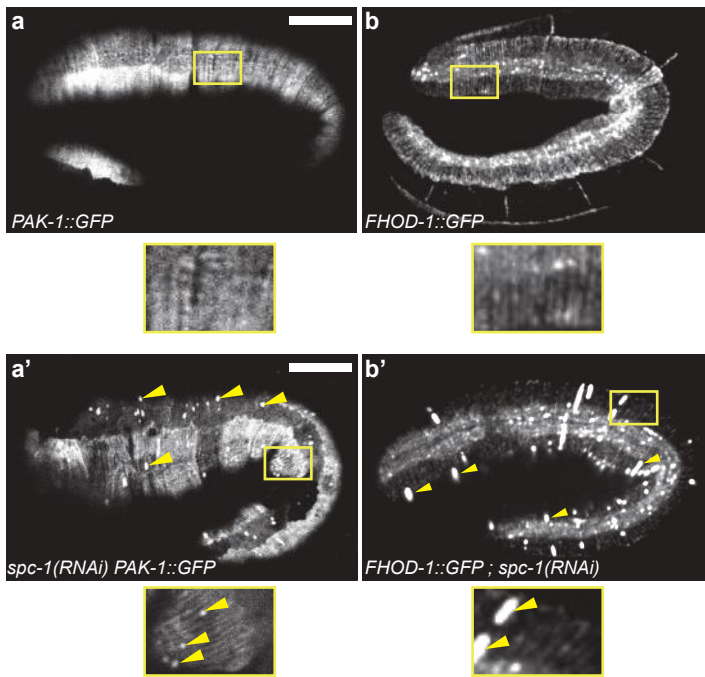 a
b
PAK-1::GFP
FHOD-1::GFP
a’
b’
spc-1(RNAi) PAK-1::GFP
FHOD-1::GFP ; spc-1(RNAi)